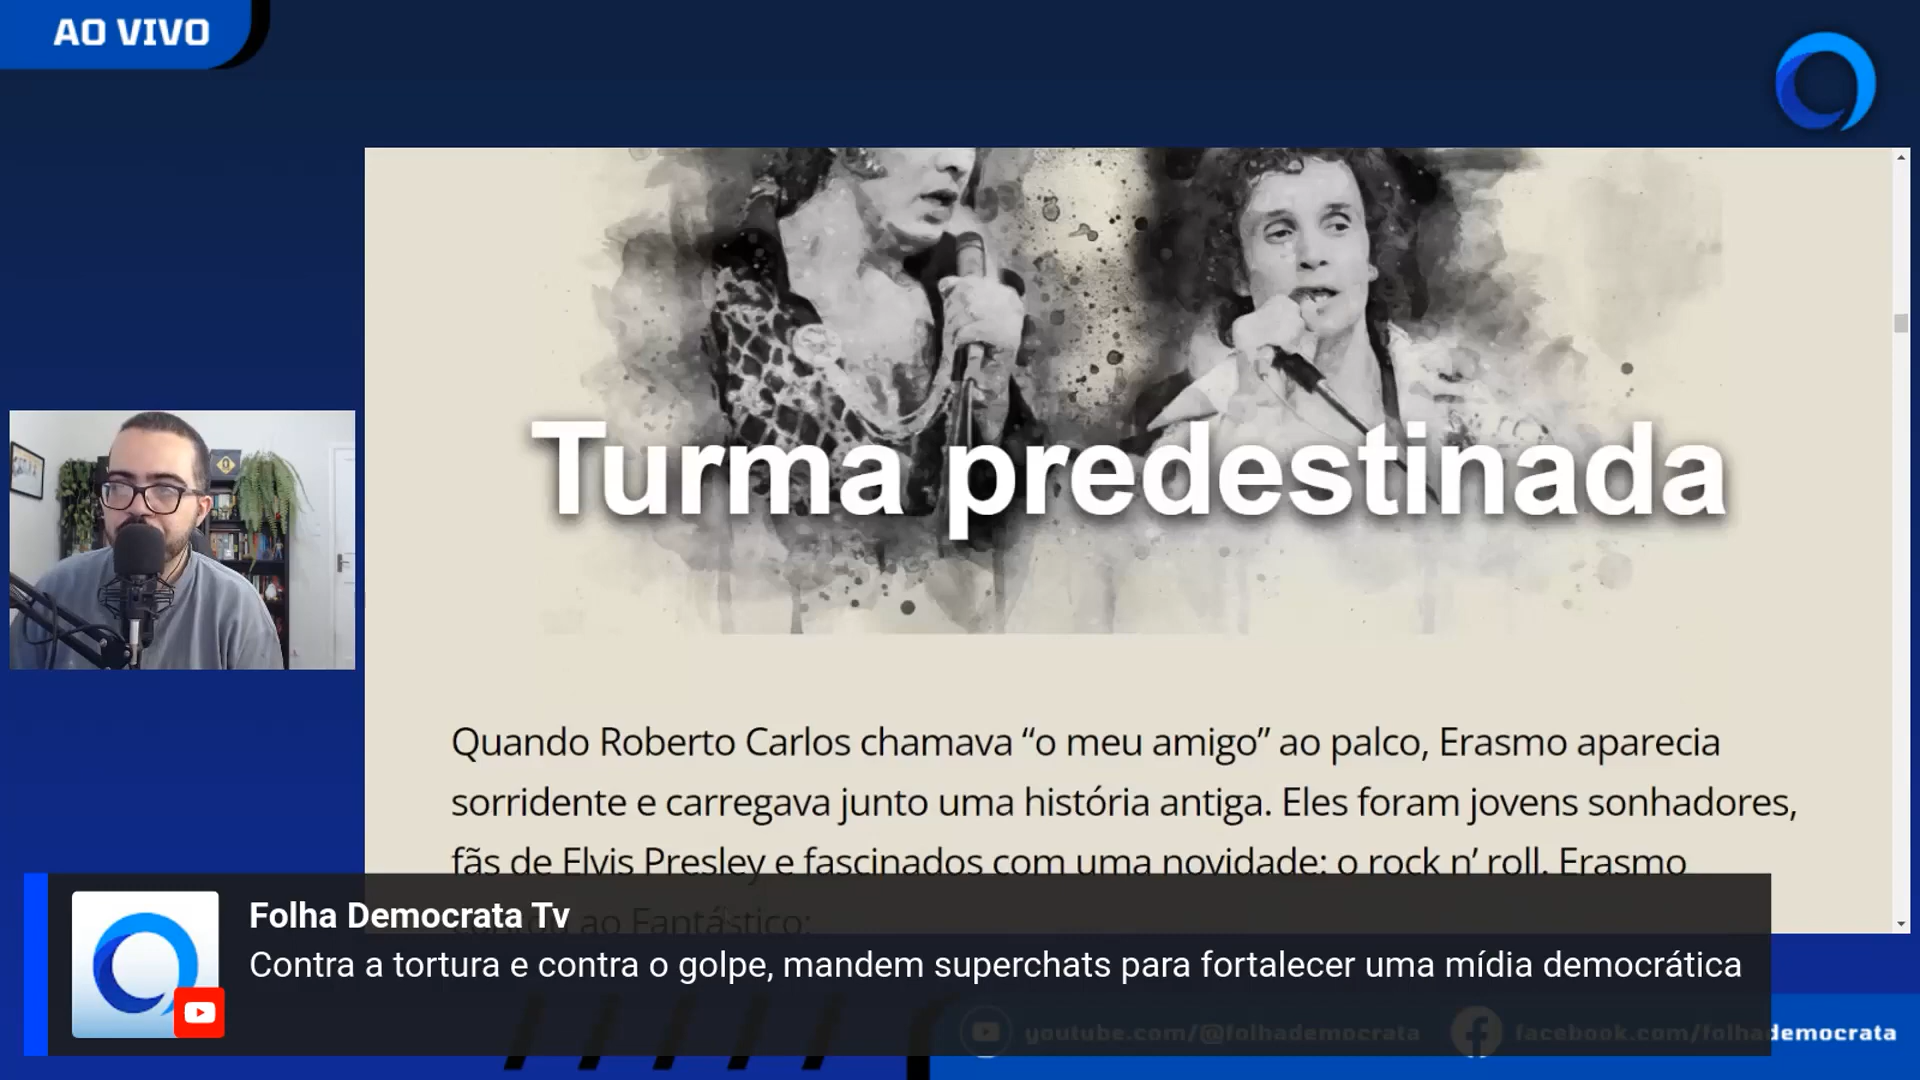 AO VIVO
Turma predestinada
Quando Roberto Carlos chamava “o meu amigo” ao palco, Erasmo aparecia
sorridente e carregava junto uma história antiga. Eles foram jovens sonhadores,
fãs de Elvis Presley e fascinados com uma novidade: o rock n’ roll. Erasmo
ao Fantástico:
Folha Democrata Tv
Contra a tortura e contra o golpe, mandem superchats para fortalecer uma mídia democrática
youtube.com/@folhademocrata facebook.com/folhademocrata